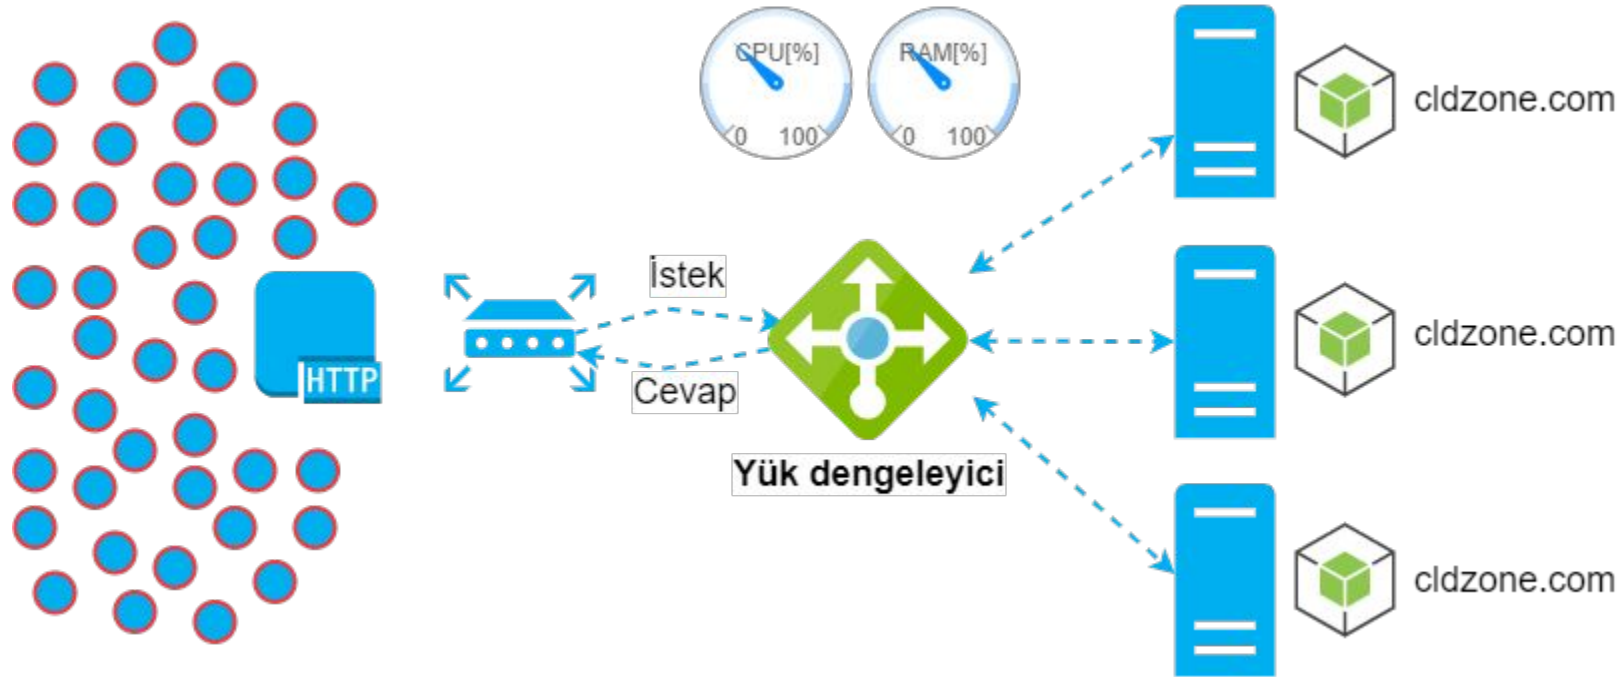 CPU[%]
0 100
RAM[%]
0 100
cldzone.com
İstek
HTTP
Cevap
cldzone.com
Yük dengeleyici
cldzone.com